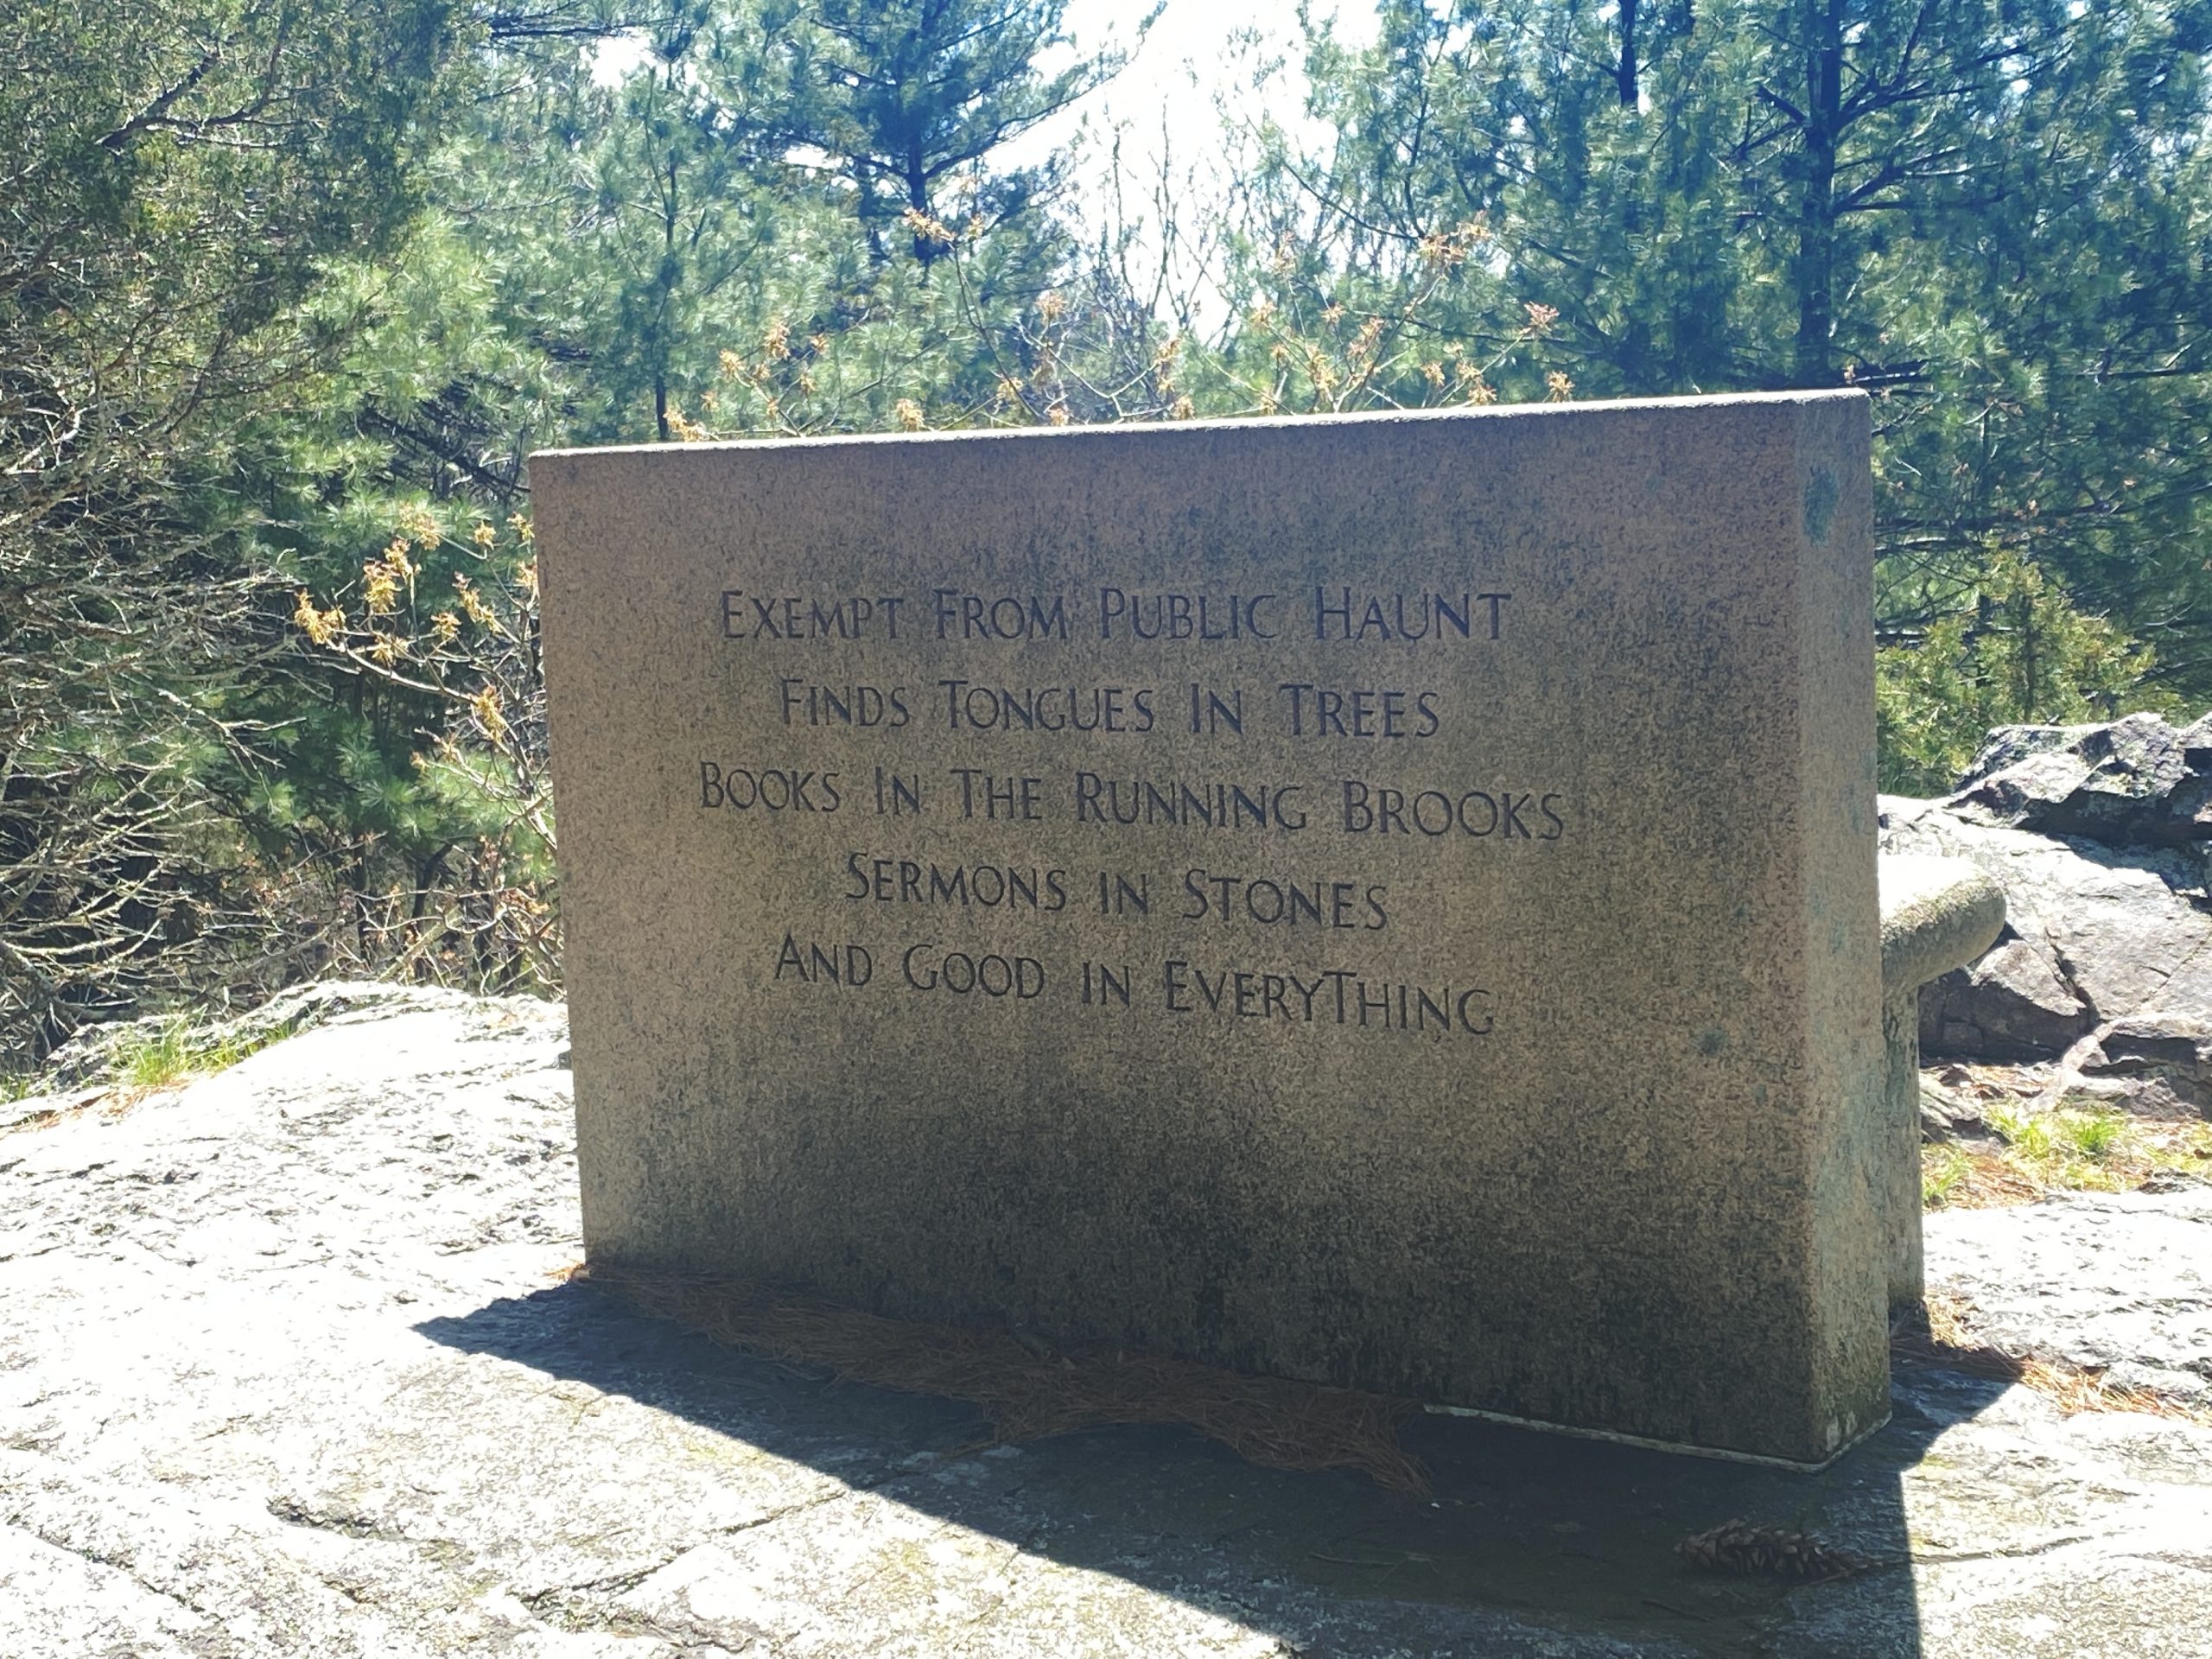 Exempt From Public Haunt
Finds Tongues In Trees
Books In The Running Brooks
Sermons in Stones
And Good in EveryThing